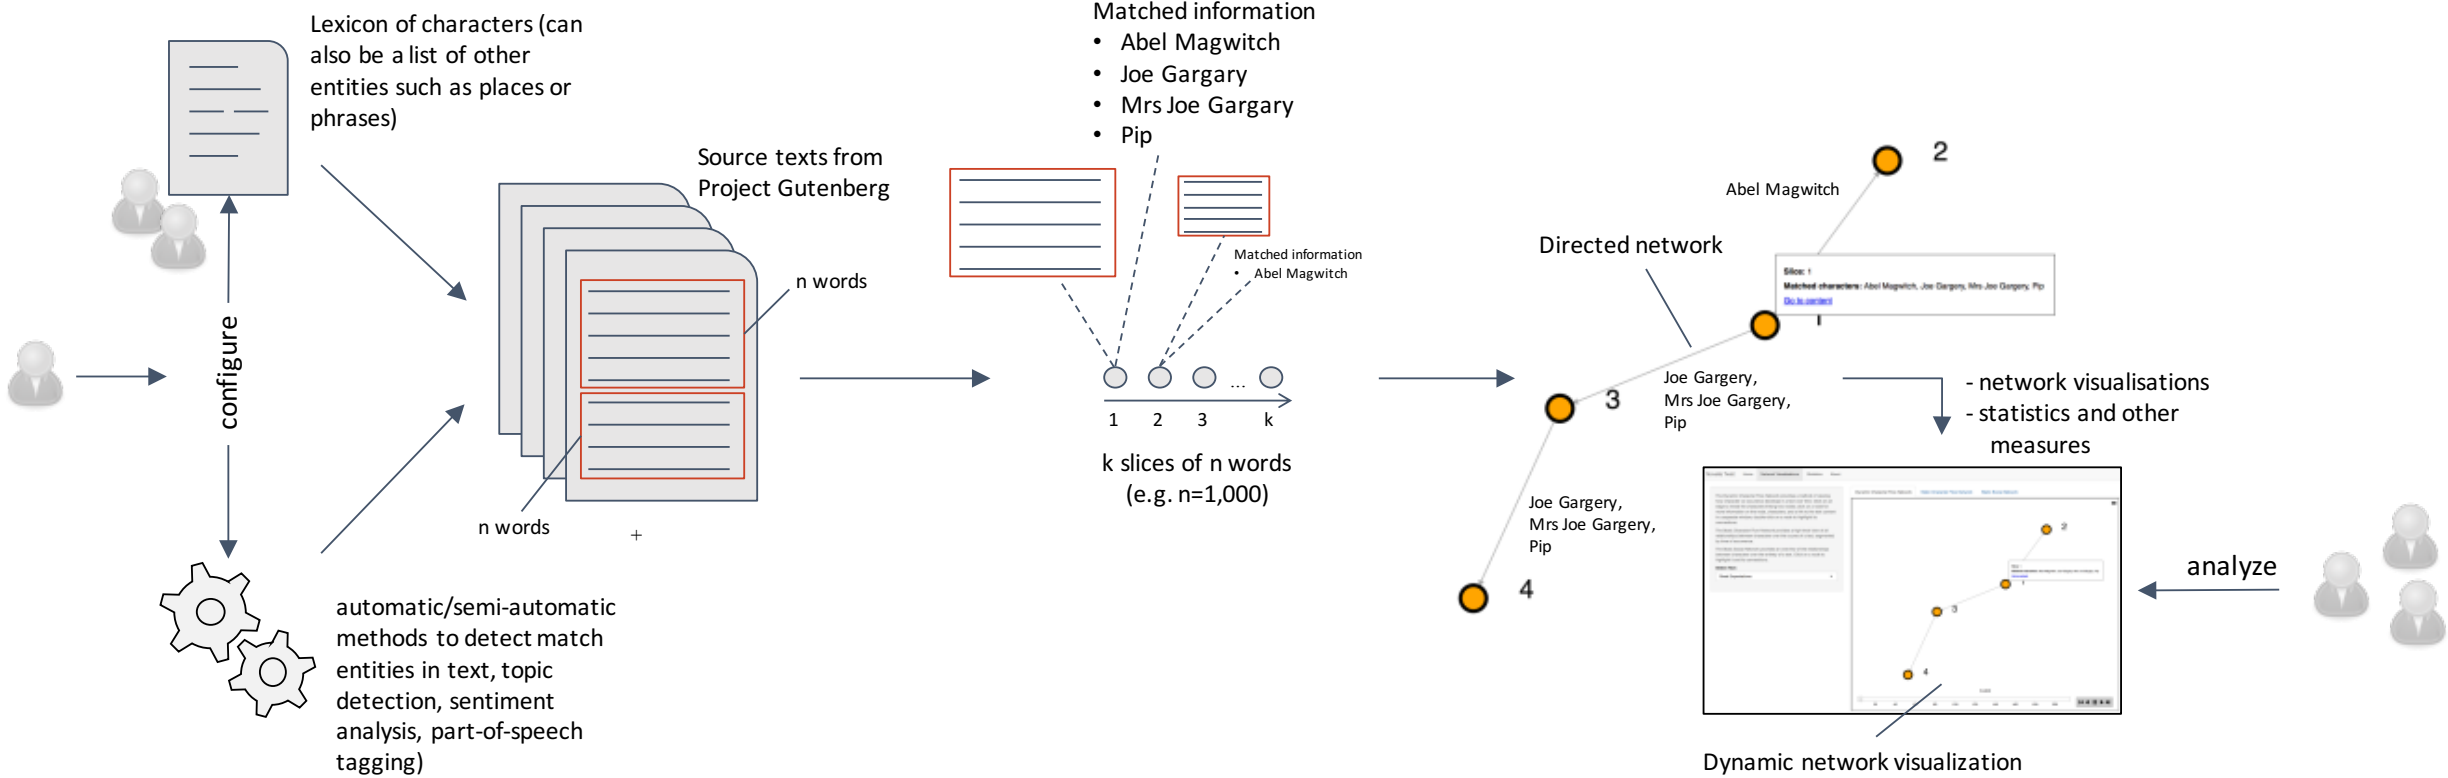 Lexicon of characters (can
also be a list of other
entities such as places or
phrases)
configure
automatic/semi-automatic
methods to detect match
entities in text, topic
detection, sentiment
analysis, part-of-speech
tagging)
Source texts from
Project Gutenberg
n words
n words
+
Matched information
• Abel Magwitch
• Joe Gargary
• Mrs Joe Gargary
• Pip
Matched information
• Abel Magwitch
...
1 2 3 k
k slices of n words
(e.g. n=1,000)
Directed network
2
Abel Magwitch
Slice: 1
Matched characters: Abel Magwitch, Joe Gargery, Mrs Joe Gargery, Pip
Go to content
1
3
Joe Gargery,
Mrs Joe Gargery,
Pip
Joe Gargery,
Mrs Joe Gargery,
Pip
4
- network visualisations
- statistics and other
measures
2
1
3
4
analyze
Dynamic network visualization